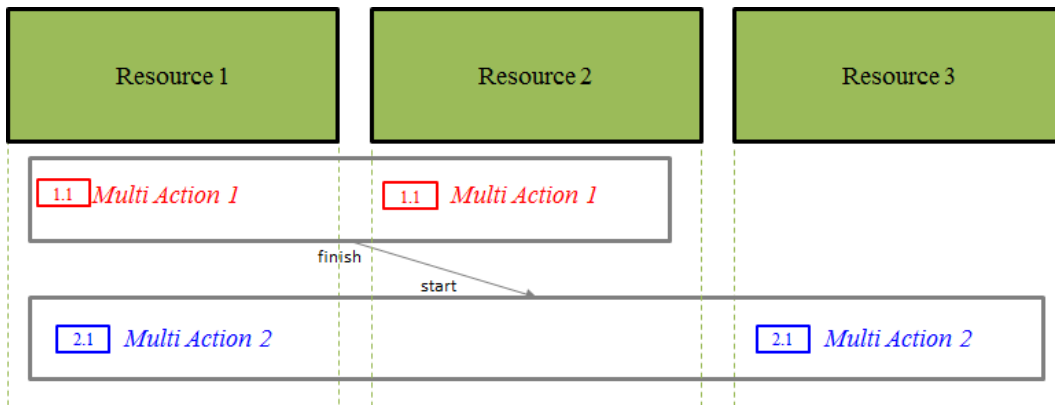 Resource 1
Resource 2
Resource 3
1.1 Multi Action 1
1.1 Multi Action 1
finish
start
2.1 Multi Action 2
2.1 Multi Action 2